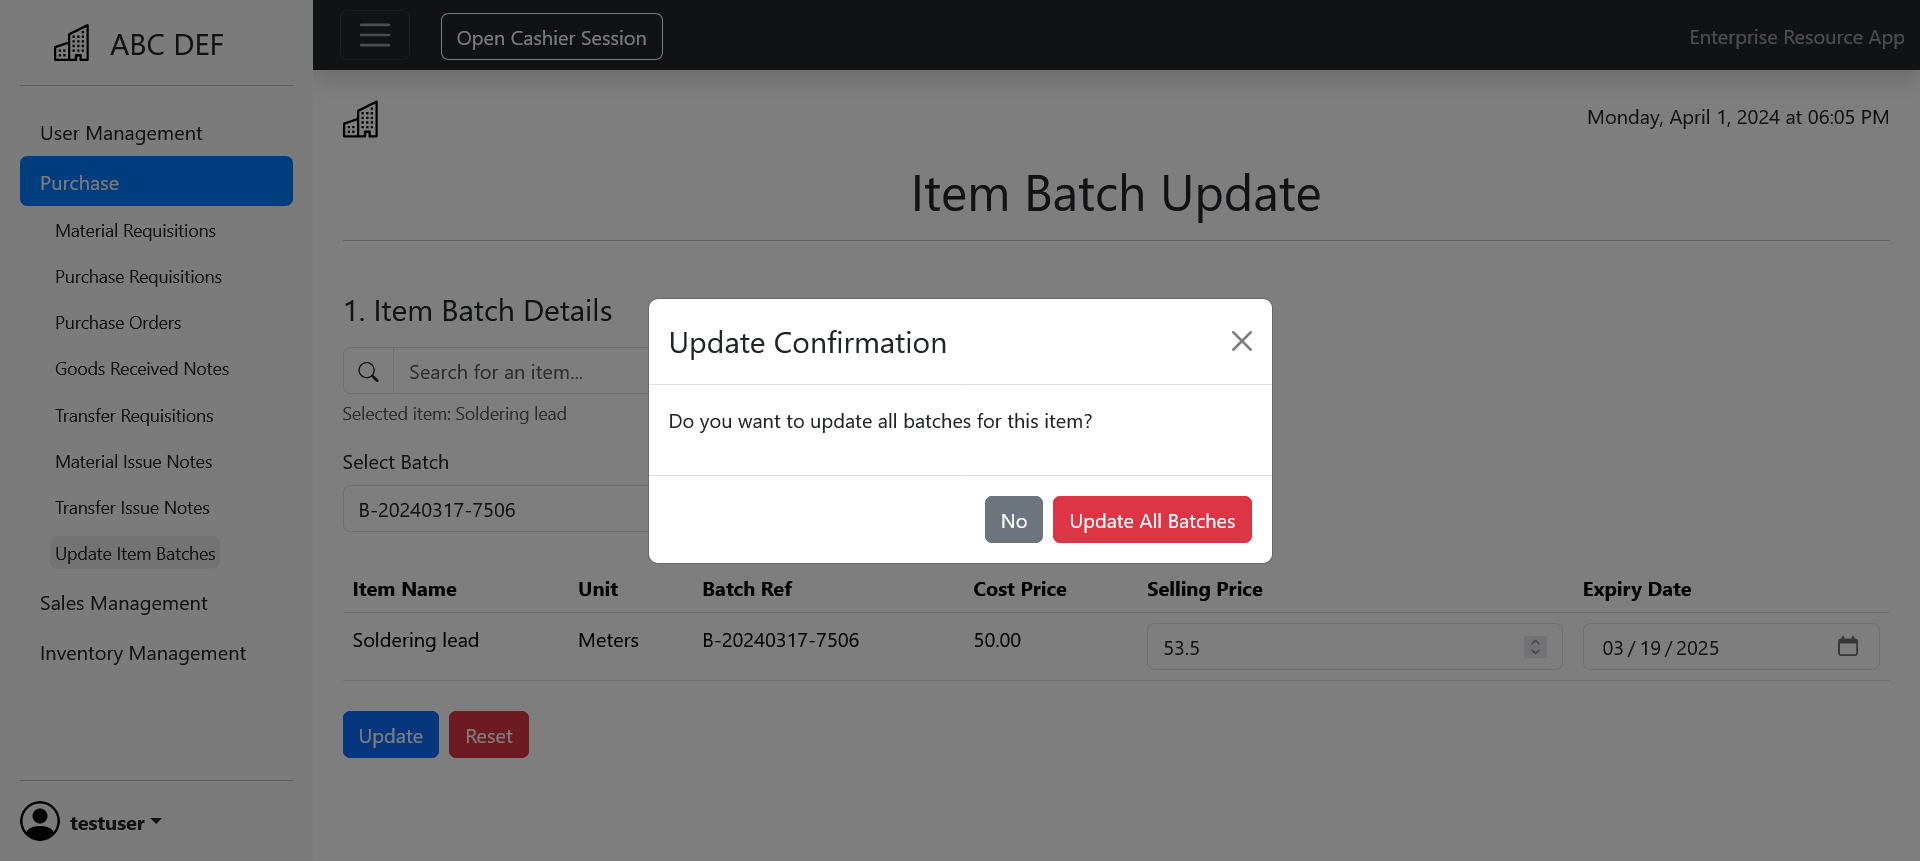 ABC DEF
Open Cashier Session
Enterprise Resource App
User Management
Purchase
Material Requisitions
Purchase Requisitions
Purchase Orders
Goods Received Notes
Transfer Requisitions
Material Issue Notes
Transfer Issue Notes
Update Item Batches
Sales Management
Inventory Management
testuser
Monday, April 1, 2024 at 06:05 PM
Item Batch Update
1. Item Batch Details
Search for an item...
Selected item: Soldering lead
Select Batch
B-20240317-7506
Update Confirmation
Do you want to update all batches for this item?
No Update All Batches
Item Name Unit Batch Ref Cost Price Selling Price Expiry Date
Soldering lead Meters B-20240317-7506 50.00 53.5 03/19/2025
Update Reset